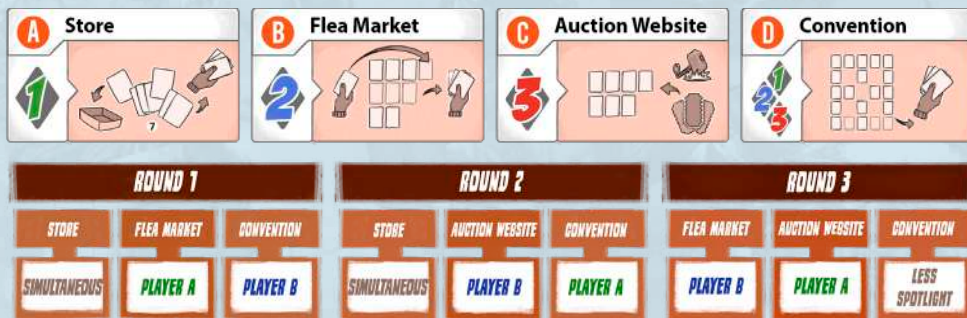 A Store
1
7
B Flea Market
2
C Auction Website
3
D Convention
1
2
3
ROUND 1
STORE FLEA MARKET CONVENTION
SIMULTANEOUS PLAYER A PLAYER B
ROUND 2
STORE AUCTION WEBSITE CONVENTION
SIMULTANEOUS PLAYER B PLAYER A
ROUND 3
FLEA MARKET AUCTION WEBSITE CONVENTION
PLAYER B PLAYER A LESS
SPOTLIGHT